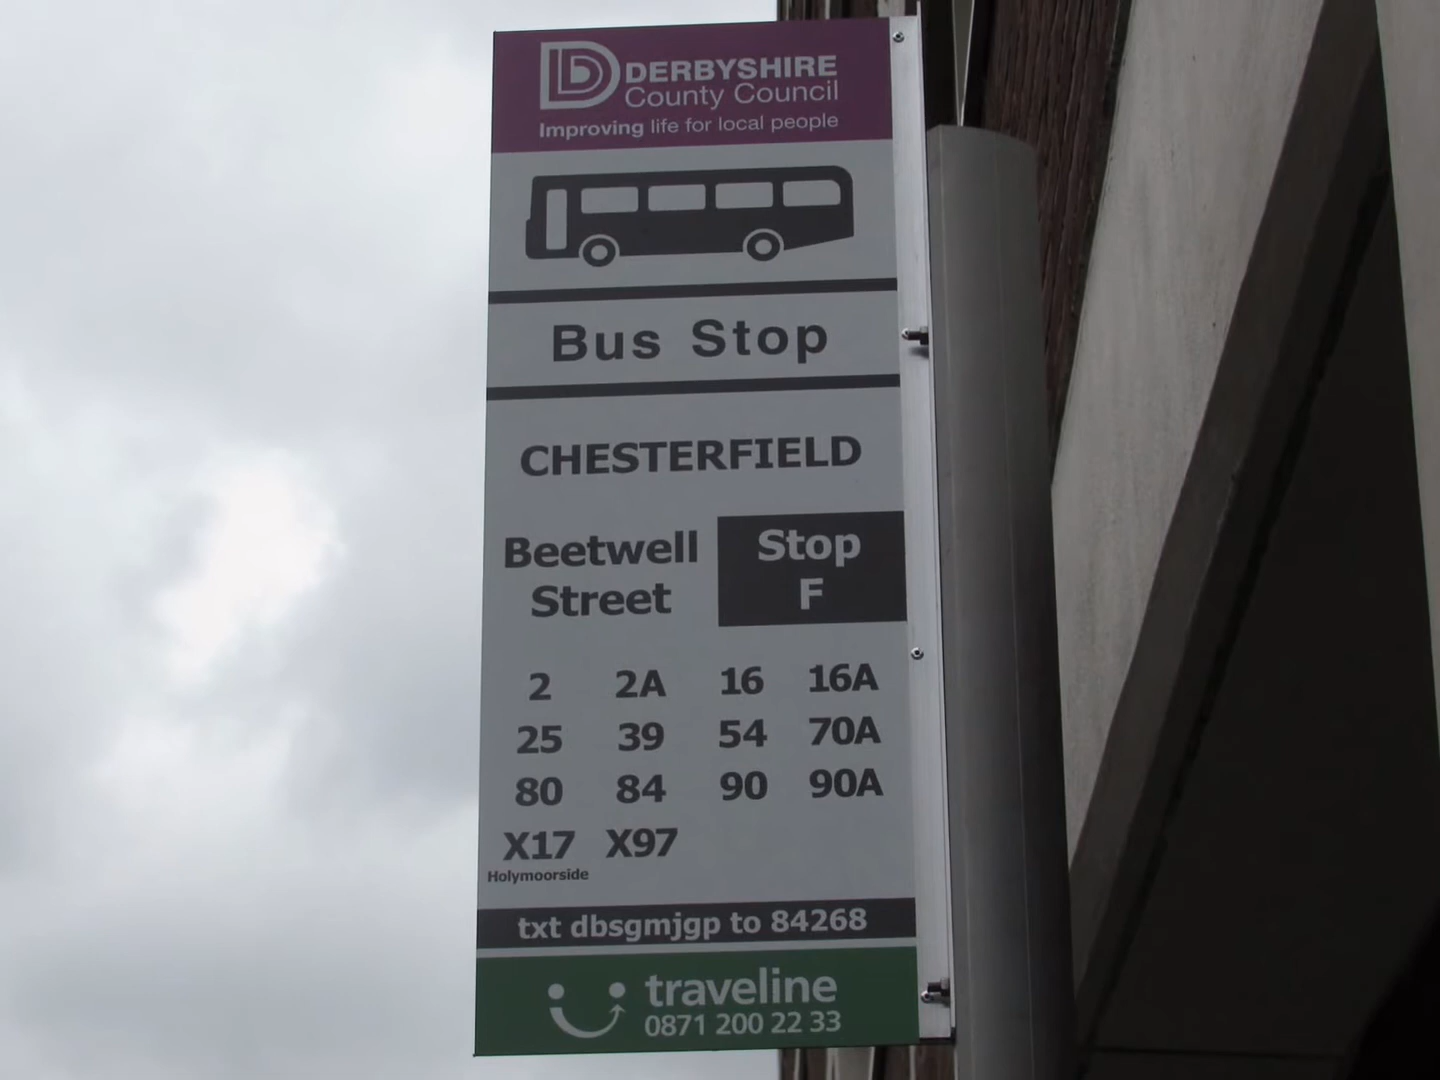 DERBYSHIRE
County Council
Improving life for local people
Bus Stop
CHESTERFIELD
Beetwell
Street
Stop
F
2 2A 16 16A
25 39 54 70A
80 84 90 90A
X17 X97
Holymoorside
txt dbsgmjgp to 84268
traveline
0871 200 22 33